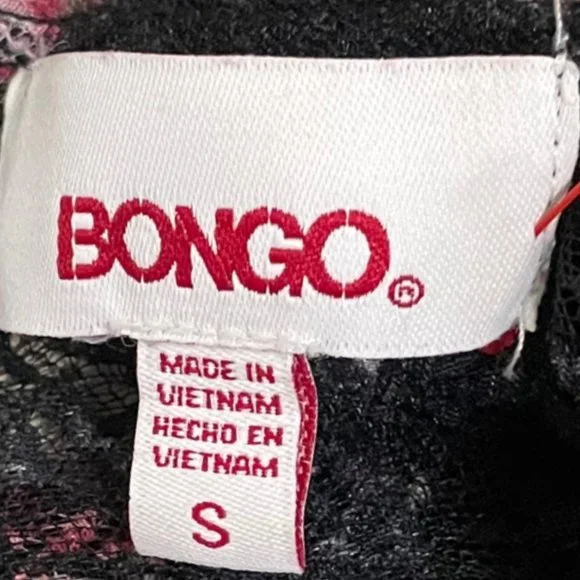 BONGO®
MADE IN
VIETNAM
HECHO EN
VIETNAM
S